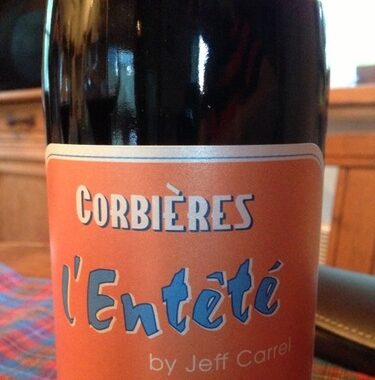 CORBIÈRES
l'Entêté
by Jeff Carrel